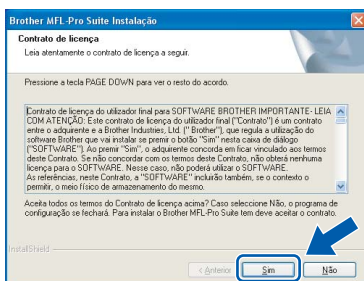 Brother MFL-Pro Suite Instalação
Contrato de licença
Leia atentamente o contrato de licença a seguir.
Pressione a tecla PAGE DOWN para ver o resto do acordo.
Contrato de licença do utilizador final para SOFTWARE BROTHER IMPORTANTE- LEIA
COM ATENÇÃO: Este contrato de licença do utilizador final ("Contrato") é um contrato
entre o adquirente e a Brother Industries, Ltd. (" Brother"), que regula a utilização do
software Brother que vai instalar se premir o botão "Sim" nesta caixa de diálogo
("SOFTWARE"). Ao premir "Sim", o adquirente concorda em ficar vinculado aos termos
deste Contrato. Se não concordar com os termos deste Contrato, não obterá nenhuma
licença para o SOFTWARE. Nesse caso, não poderá utilizar o SOFTWARE.
As referências, neste Contrato, a "SOFTWARE" incluirão também, se o contexto o
permitir, o meio físico de armazenamento do mesmo.
Aceita todos os termos do Contrato de licença acima? Caso seleccione Não, o programa de
configuração se fechará. Para instalar o Brother MFL-Pro Suite tem deve aceitar o contrato.
InstallShield
< Anterior
Sim
Não